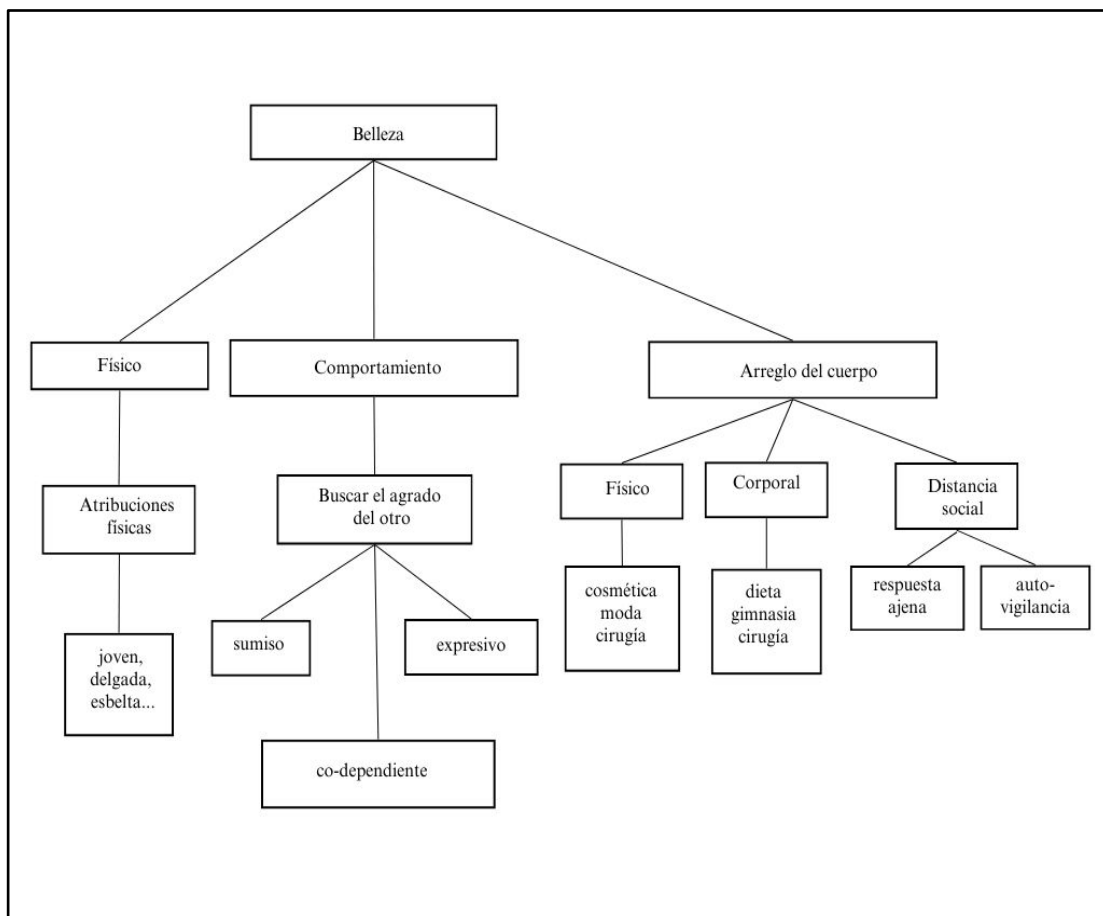 Belleza
Físico
Comportamiento
Arreglo del cuerpo
Atribuciones
físicas
Buscar el agrado
del otro
Físico
Corporal
Distancia
social
joven,
delgada,
esbelta...
sumiso
expresivo
co-dependiente
cosmética
moda
cirugía
dieta
gimnasia
cirugía
respuesta
ajena
auto-
vigilancia